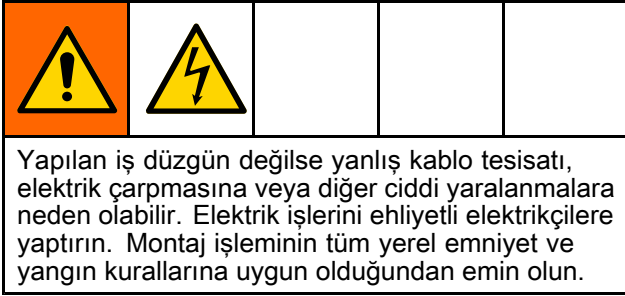 Yapılan iş düzgün değilse yanlış kablo tesisatı,
elektrik çarpmasına veya diğer ciddi yaralanmalara
neden olabilir. Elektrik işlerini ehliyetli elektrikçilere
yaptırın. Montaj işleminin tüm yerel emniyet ve
yangın kurallarına uygun olduğundan emin olun.